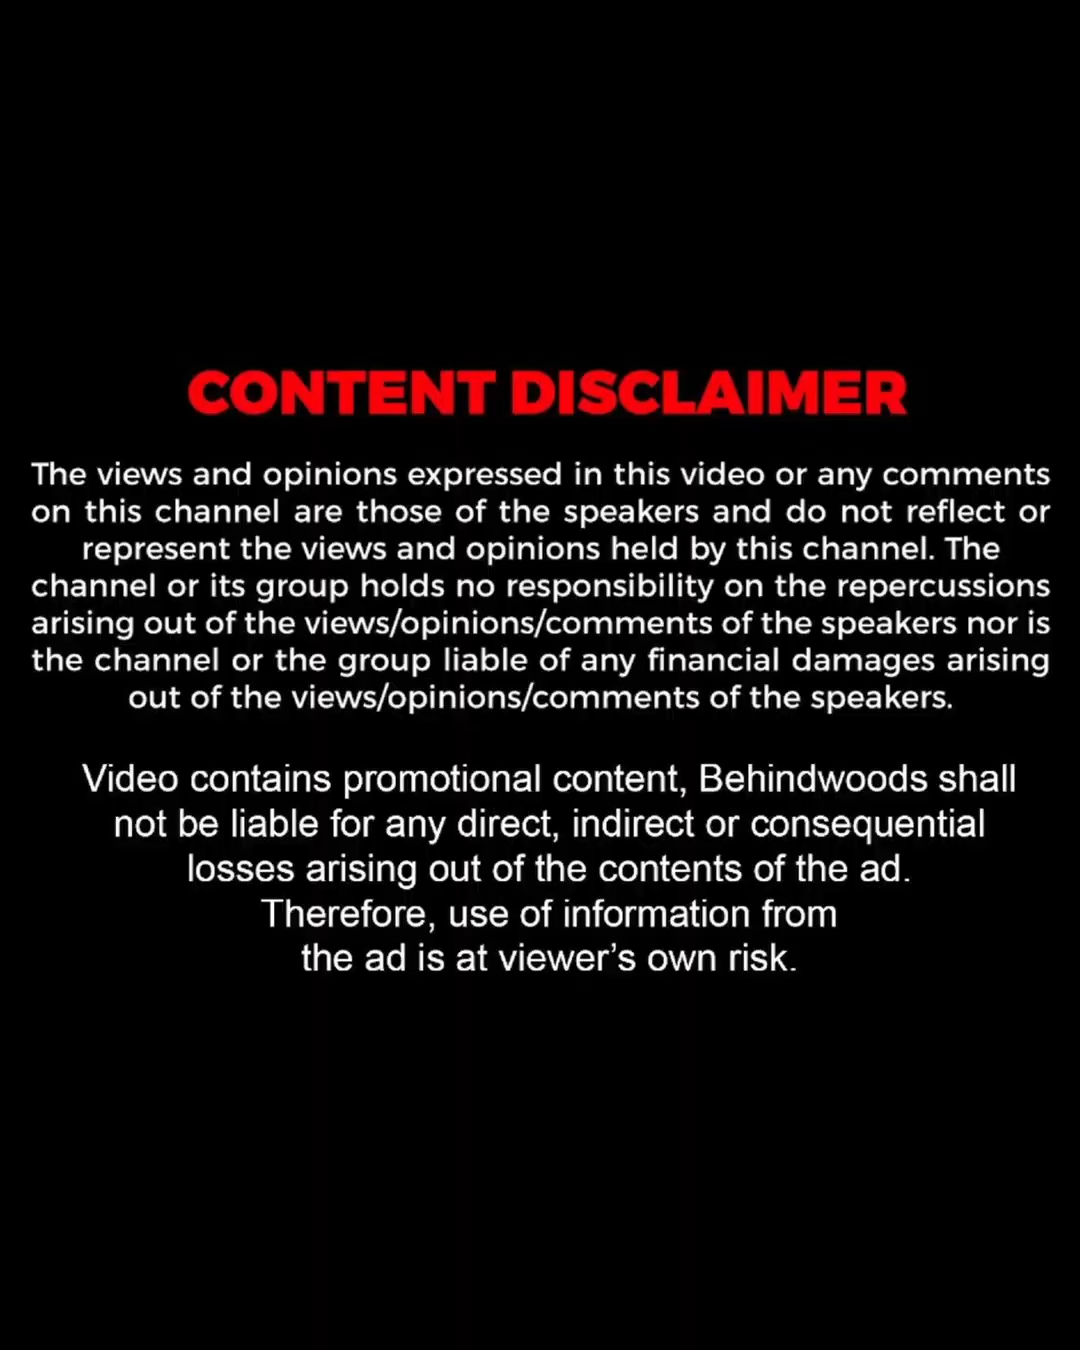 CONTENT DISCLAIMER
The views and opinions expressed in this video or any comments
on this channel are those of the speakers and do not reflect or
represent the views and opinions held by this channel. The
channel or its group holds no responsibility on the repercussions
arising out of the views/opinions/comments of the speakers nor is
the channel or the group liable of any financial damages arising
out of the views/opinions/comments of the speakers.
Video contains promotional content, Behindwoods shall
not be liable for any direct, indirect or consequential
losses arising out of the contents of the ad.
Therefore, use of information from
the ad is at viewer’s own risk.